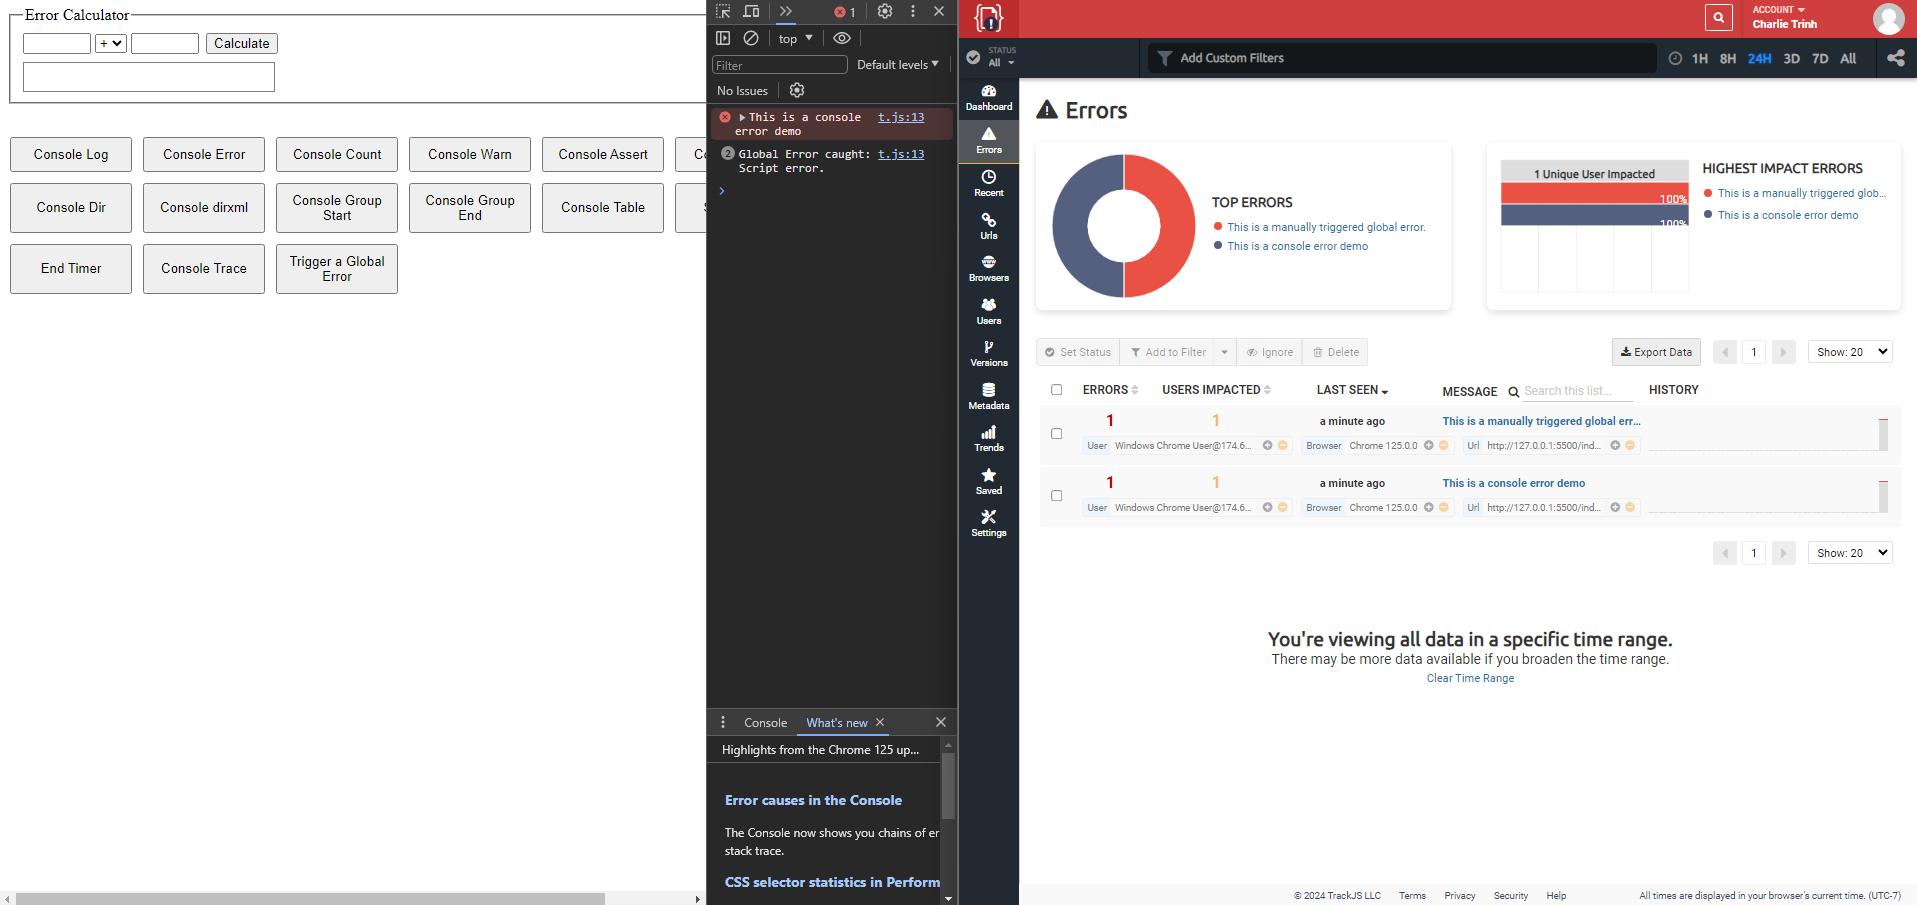 Error Calculator
+
Calculate
Console Log
Console Error
Console Count
Console Warn
Console Assert
Console Dir
Console dirxml
Console Group Start
Console Group End
Console Table
End Timer
Console Trace
Trigger a Global Error
1
top
Filter
Default levels
No Issues
This is a console error demo
t.js:13
2
Global Error caught: Script error.
t.js:13
Console
What's new
Highlights from the Chrome 125 up...
Error causes in the Console
The Console now shows you chains of er
stack trace.
CSS selector statistics in Perform
ACCOUNT
Charlie Trinh
STATUS
All
Add Custom Filters
1H
8H
24H
3D
7D
All
Dashboard
Errors
Recent
Urls
Browsers
Users
Versions
Metadata
Trends
Saved
Settings
Errors
TOP ERRORS
This is a manually triggered global error.
This is a console error demo
1 Unique User Impacted
100%
100%
HIGHEST IMPACT ERRORS
This is a manually triggered glob...
This is a console error demo
Set Status
Add to Filter
Ignore
Delete
Export Data
1
Show: 20
ERRORS
USERS IMPACTED
LAST SEEN
MESSAGE
Search this list...
HISTORY
1
1
a minute ago
This is a manually triggered global err...
User Windows Chrome User@174.6...
Browser Chrome 125.0.0
Url http://127.0.0.1:5500/ind...
1
1
a minute ago
This is a console error demo
User Windows Chrome User@174.6...
Browser Chrome 125.0.0
Url http://127.0.0.1:5500/ind...
1
Show: 20
You're viewing all data in a specific time range.
There may be more data available if you broaden the time range.
Clear Time Range
© 2024 TrackJS LLC
Terms
Privacy
Security
Help
All times are displayed in your browser's current time. (UTC-7)